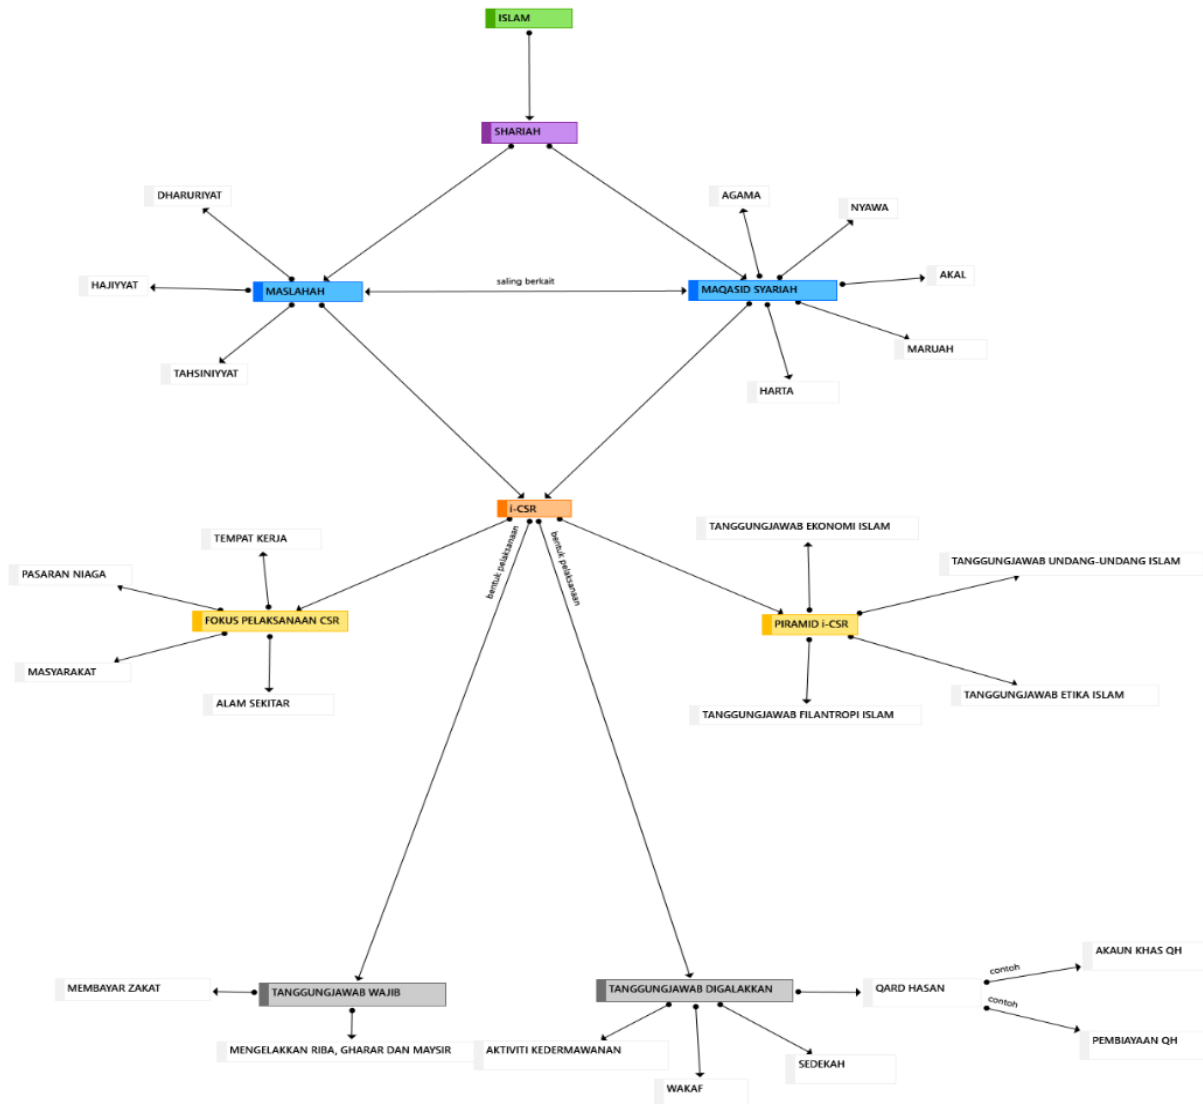 ISLAM
SHARIAH
DHARURIYAT
AGAMA
NYAWA
HAJIYYAT
MASLAHAH
saling berkait
MAQASID SYARIAH
AKAL
TAHSINIYYAT
MARUAH
HARTA
i-CSR
bentuk pelaksanaan
bentuk pelaksanaan
TEMPAT KERJA
TANGGUNGJAWAB EKONOMI ISLAM
PASARAN NIAGA
TANGGUNGJAWAB UNDANG-UNDANG ISLAM
FOKUS PELAKSANAAN CSR
PIRAMID i-CSR
MASYARAKAT
ALAM SEKITAR
TANGGUNGJAWAB FILANTROPI ISLAM
TANGGUNGJAWAB ETIKA ISLAM
MEMBAYAR ZAKAT
TANGGUNGJAWAB WAJIB
TANGGUNGJAWAB DIGALAKKAN
QARD HASAN
contoh
AKAUN KHAS QH
contoh
PEMBIAYAAN QH
MENGELAKKAN RIBA, GHARAR DAN MAYSIR
AKTIVITI KEDERMAWANAN
WAKAF
SEDEKAH